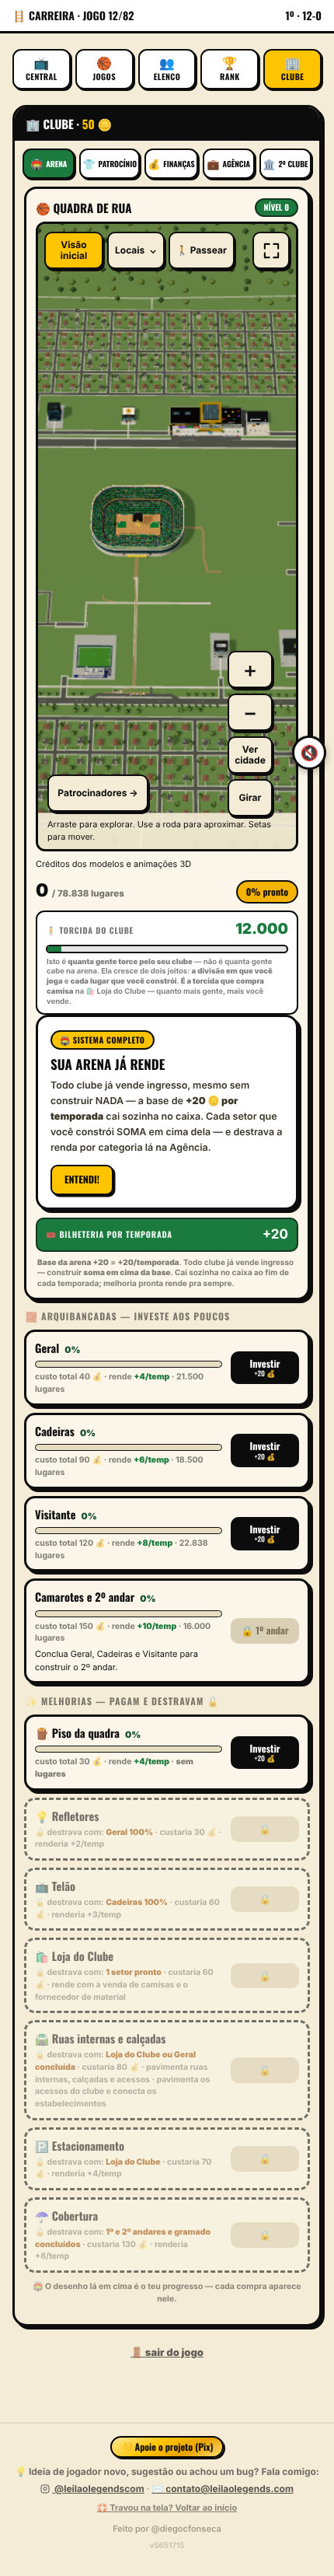 CARREIRA · JOGO 12/82
1º · 12-0
CENTRAL
JOGOS
ELENCO
RANK
CLUBE
CLUBE · 50
ARENA
PATROCÍNIO
FINANÇAS
AGÊNCIA
2º CLUBE
QUADRA DE RUA
NÍVEL 0
Visão
inicial
Locais
Passear
+
−
Ver
cidade
Patrocinadores →
Girar
Arraste para explorar. Use a roda para aproximar. Setas
para mover.
Créditos dos modelos e animações 3D
0 / 78.838 lugares
0% pronto
TORCIDA DO CLUBE
12.000
Isto é quanta gente torce pelo seu clube — não é quanta gente
cabe na arena. Ela cresce de dois jeitos: a divisão em que você
joga e cada lugar que você constrói. É a torcida que compra
camisa na Loja do Clube — quanto mais gente, mais você
vende.
SISTEMA COMPLETO
SUA ARENA JÁ RENDE
Todo clube já vende ingresso, mesmo sem
construir NADA — a base de +20 por
temporada cai sozinha no caixa. Cada setor que
você constrói SOMA em cima dela — e destrava a
renda por categoria lá na Agência.
ENTENDI!
BILHETERIA POR TEMPORADA
+20
Base da arena +20 = +20/temporada. Todo clube já vende ingresso
— construir soma em cima da base. Cai sozinha no caixa ao fim de
cada temporada; melhoria pronta rende pra sempre.
ARQUIBANCADAS — INVESTE AOS POUCOS
Geral 0%
custo total 40 · rende +4/temp · 21.500
lugares
Investir
+20
Cadeiras 0%
custo total 90 · rende +6/temp · 18.500
lugares
Investir
+20
Visitante 0%
custo total 120 · rende +8/temp · 22.838
lugares
Investir
+20
Camarotes e 2º andar 0%
custo total 150 · rende +10/temp · 16.000
lugares
Conclua Geral, Cadeiras e Visitante para
construir o 2º andar.
1º andar
MELHORIAS — PAGAM E DESTRAVAM
Piso da quadra 0%
custo total 30 · rende +4/temp · sem
lugares
Investir
+20
Refletores
destrava com: Geral 100% · custaria 30 ·
renderia +2/temp
Telão
destrava com: Cadeiras 100% · custaria 60
· renderia +3/temp
Loja do Clube
destrava com: 1 setor pronto · custaria 60
· rende com a venda de camisas e o
fornecedor de material
Ruas internas e calçadas
destrava com: Loja do Clube ou Geral
concluída · custaria 80 · pavimenta ruas
internas, calçadas e acessos · pavimenta os
acessos do clube e conecta os
estabelecimentos
Estacionamento
destrava com: Loja do Clube · custaria 70
· renderia +4/temp
Cobertura
destrava com: 1º e 2º andares e gramado
concluídos · custaria 130 · renderia
+8/temp
O desenho lá em cima é o teu progresso — cada compra aparece
nele.
sair do jogo
Apoie o projeto (Pix)
Ideia de jogador novo, sugestão ou achou um bug? Fala comigo:
@leilaolegendscom · contato@leilaolegends.com
Travou na tela? Voltar ao início
Feito por @diegocfonseca
v5651715